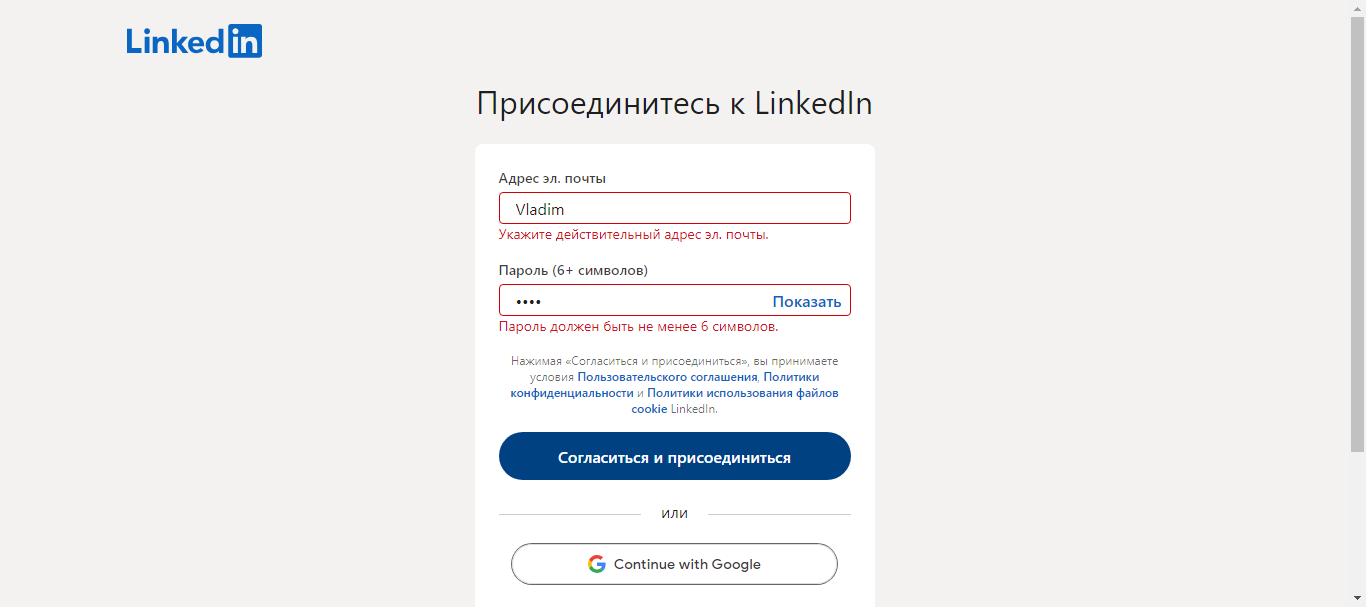 LinkedIn
Присоединитесь к LinkedIn
Адрес эл. почты
Vladim
Укажите действительный адрес эл. почты.
Пароль (6+ символов)
•••• Показать
Пароль должен быть не менее 6 символов.
Нажимая «Согласиться и присоединиться», вы принимаете
условия Пользовательского соглашения, Политики
конфиденциальности и Политики использования файлов
cookie LinkedIn.
Согласиться и присоединиться
или
Continue with Google